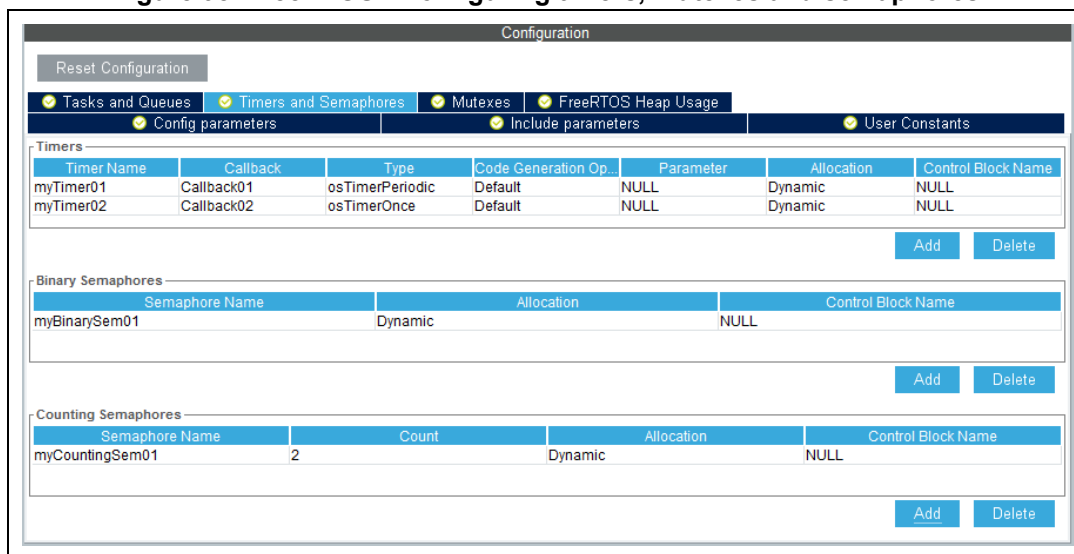 Configuration
Reset Configuration
Tasks and Queues Timers and Semaphores Mutexes FreeRTOS Heap Usage
Config parameters Include parameters User Constants
Timers
Timer Name Callback Type Code Generation Op... Parameter Allocation Control Block Name
myTimer01 Callback01 osTimerPeriodic Default NULL Dynamic NULL
myTimer02 Callback02 osTimerOnce Default NULL Dynamic NULL
Add Delete
Binary Semaphores
Semaphore Name Allocation Control Block Name
myBinarySem01 Dynamic NULL
Add Delete
Counting Semaphores
Semaphore Name Count Allocation Control Block Name
myCountingSem01 2 Dynamic NULL
Add Delete